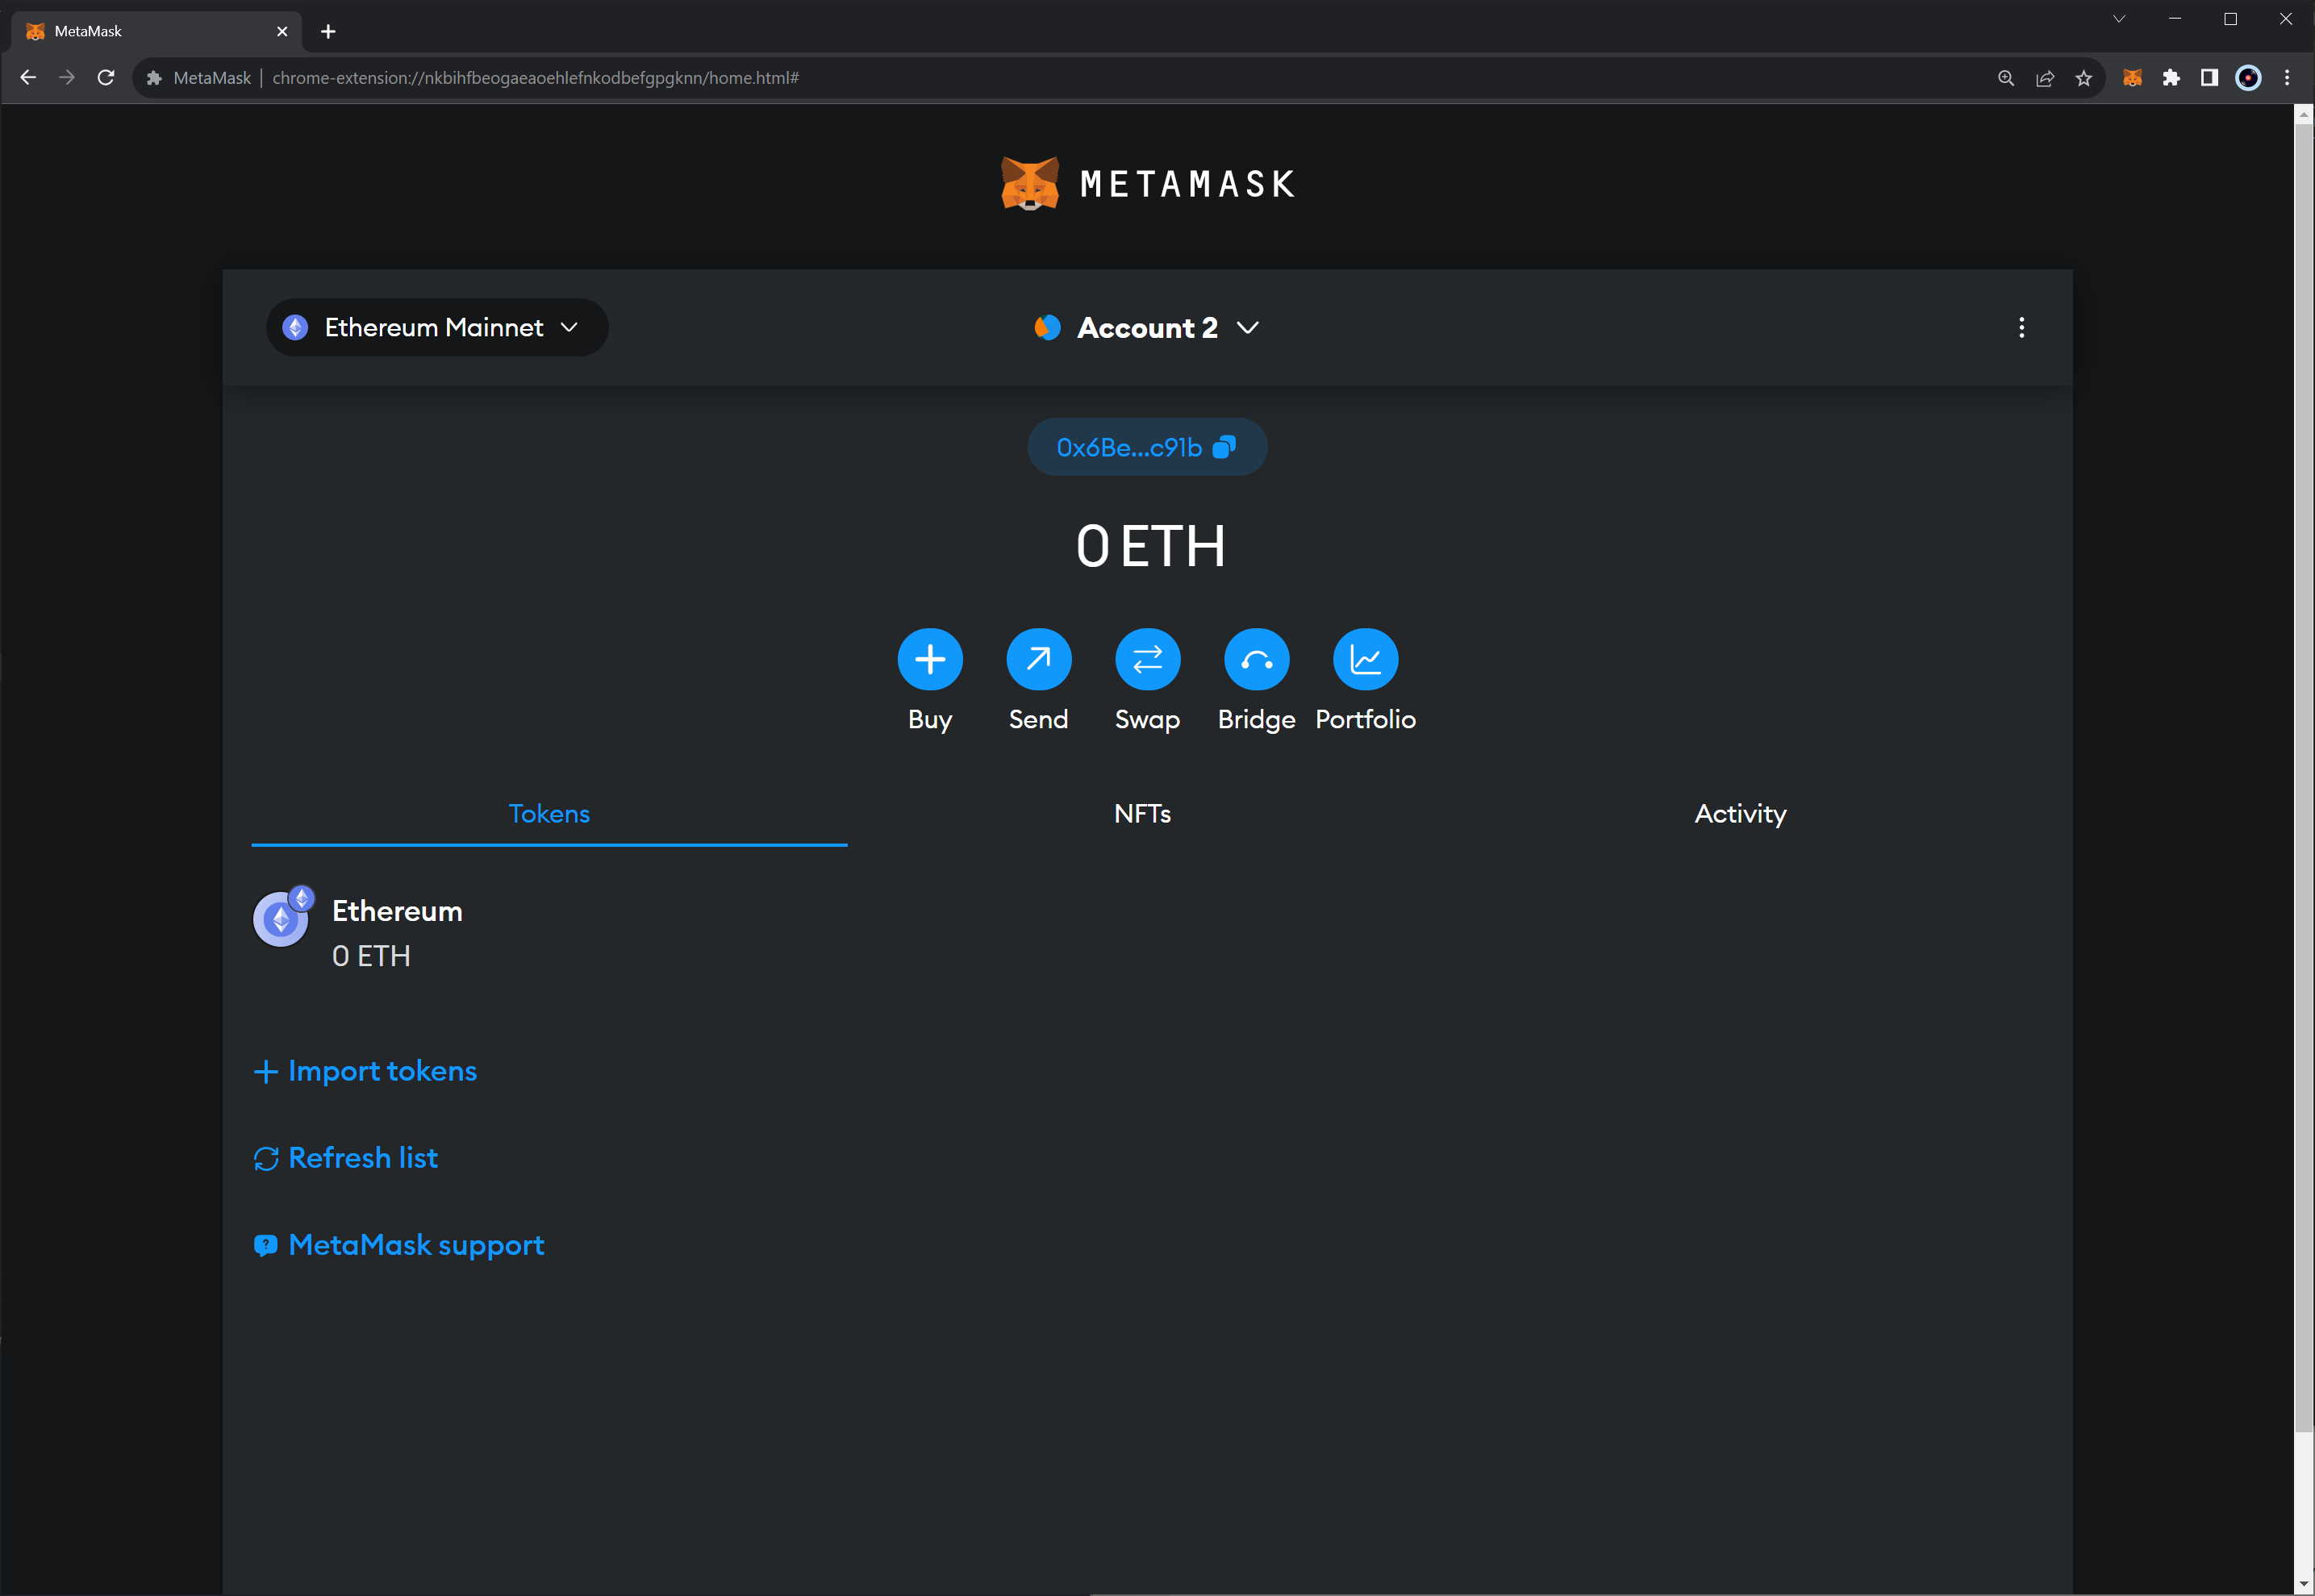 MetaMask
MetaMask | chrome-extension://nkbihfbeogaeaoehlefnkodbefgpgknn/home.html#
METAMASK
Ethereum Mainnet
Account 2
0x6Be...c91b
0 ETH
Buy
Send
Swap
Bridge
Portfolio
Tokens
NFTs
Activity
Ethereum
0 ETH
Import tokens
Refresh list
MetaMask support